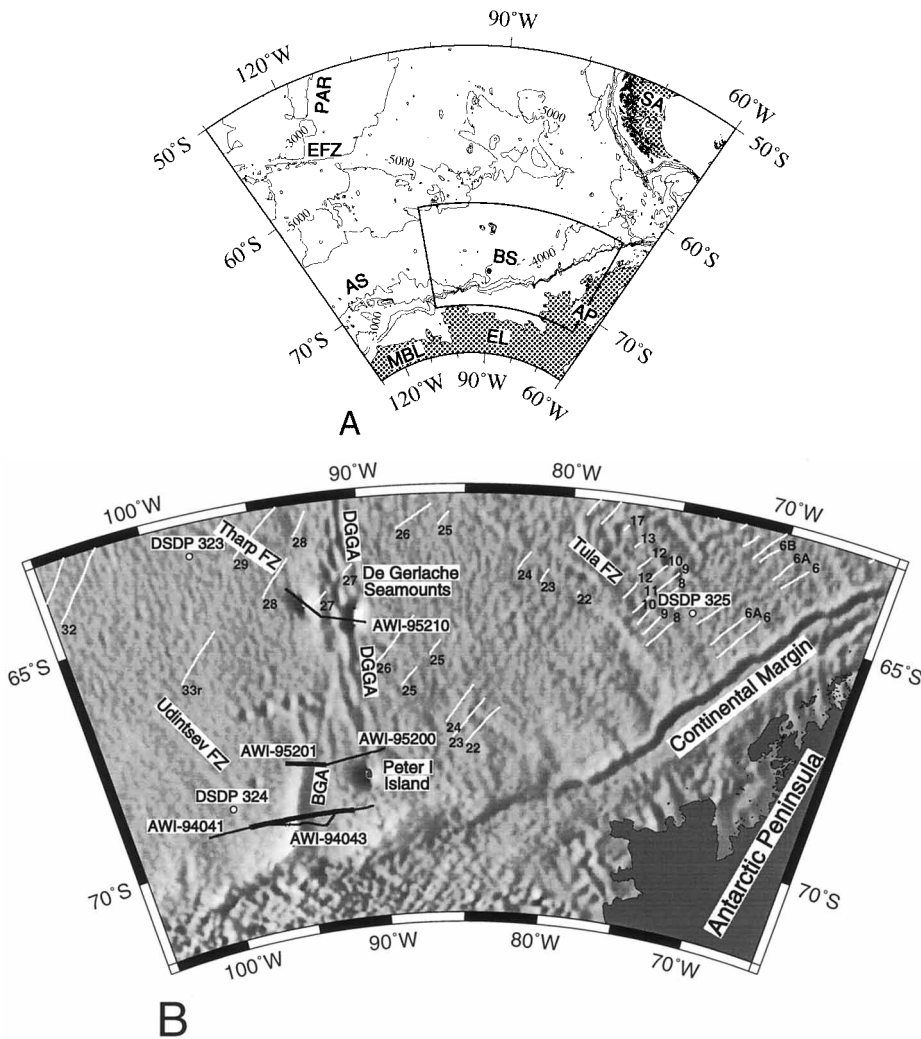 90°W
120°W
60°W
PAR
SA
50°S
3000
5000
50°S
EFZ
5000
5000
60°S
60°S
BS
4000
AS
3000
AP
70°S
70°S
MBL
EL
120°W
90°W
60°W
A
90°W
100°W
80°W
70°W
DSDP 323
Tharp FZ
28
DGGA
26
25
17
13
6B
29
12
10
9
6A
6
Tula FZ
De Gerlache
Seamounts
27
24
23
12
8
11
28
27
22
10
DSDP 325
9
8
6A
6
32
AWI-95210
65°S
65°S
DGGA
26
25
25
33r
Udintsev FZ
24
23
22
Continental Margin
AWI-95201
AWI-95200
BGA
Peter I
Island
DSDP 324
AWI-94041
AWI-94043
Antarctic Peninsula
70°S
70°S
90°W
80°W
100°W
70°W
B